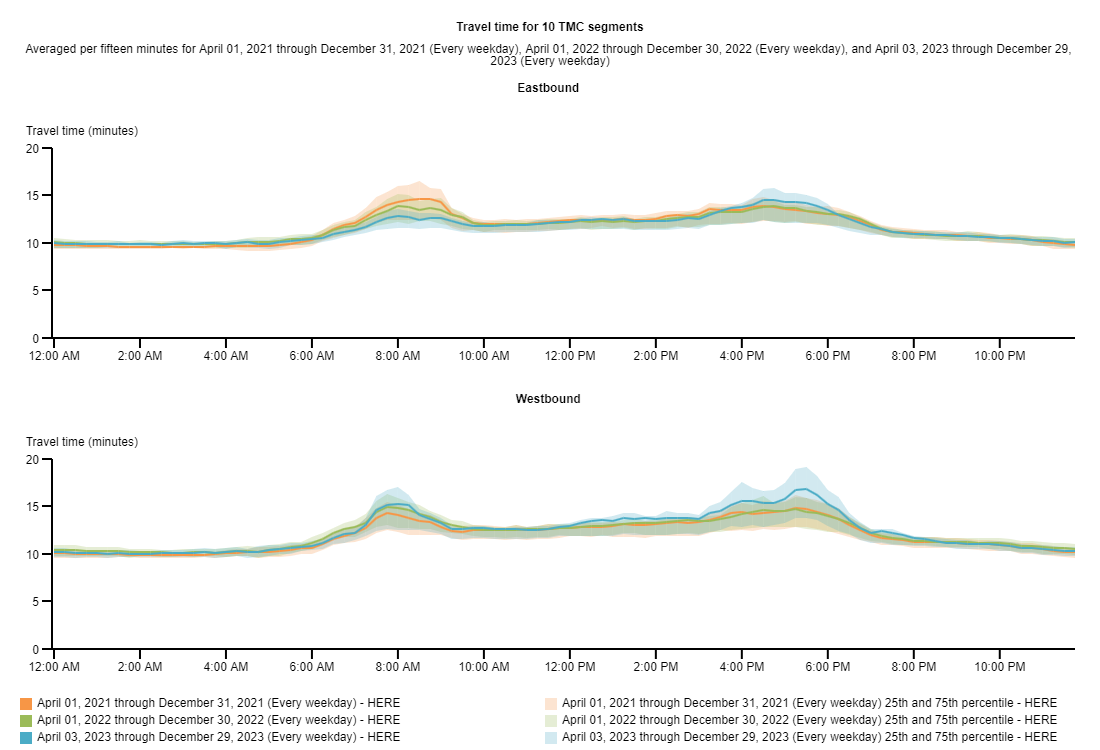 Travel time for 10 TMC segments
Averaged per fifteen minutes for April 01, 2021 through December 31, 2021 (Every weekday), April 01, 2022 through December 30, 2022 (Every weekday), and April 03, 2023 through December 29,
2023 (Every weekday)
Eastbound
Travel time (minutes)
20
15
10
5
0
12:00 AM 2:00 AM 4:00 AM 6:00 AM 8:00 AM 10:00 AM 12:00 PM 2:00 PM 4:00 PM 6:00 PM 8:00 PM 10:00 PM
Westbound
Travel time (minutes)
20
15
10
5
0
12:00 AM 2:00 AM 4:00 AM 6:00 AM 8:00 AM 10:00 AM 12:00 PM 2:00 PM 4:00 PM 6:00 PM 8:00 PM 10:00 PM
April 01, 2021 through December 31, 2021 (Every weekday) - HERE
April 01, 2022 through December 30, 2022 (Every weekday) - HERE
April 03, 2023 through December 29, 2023 (Every weekday) - HERE
April 01, 2021 through December 31, 2021 (Every weekday) 25th and 75th percentile - HERE
April 01, 2022 through December 30, 2022 (Every weekday) 25th and 75th percentile - HERE
April 03, 2023 through December 29, 2023 (Every weekday) 25th and 75th percentile - HERE